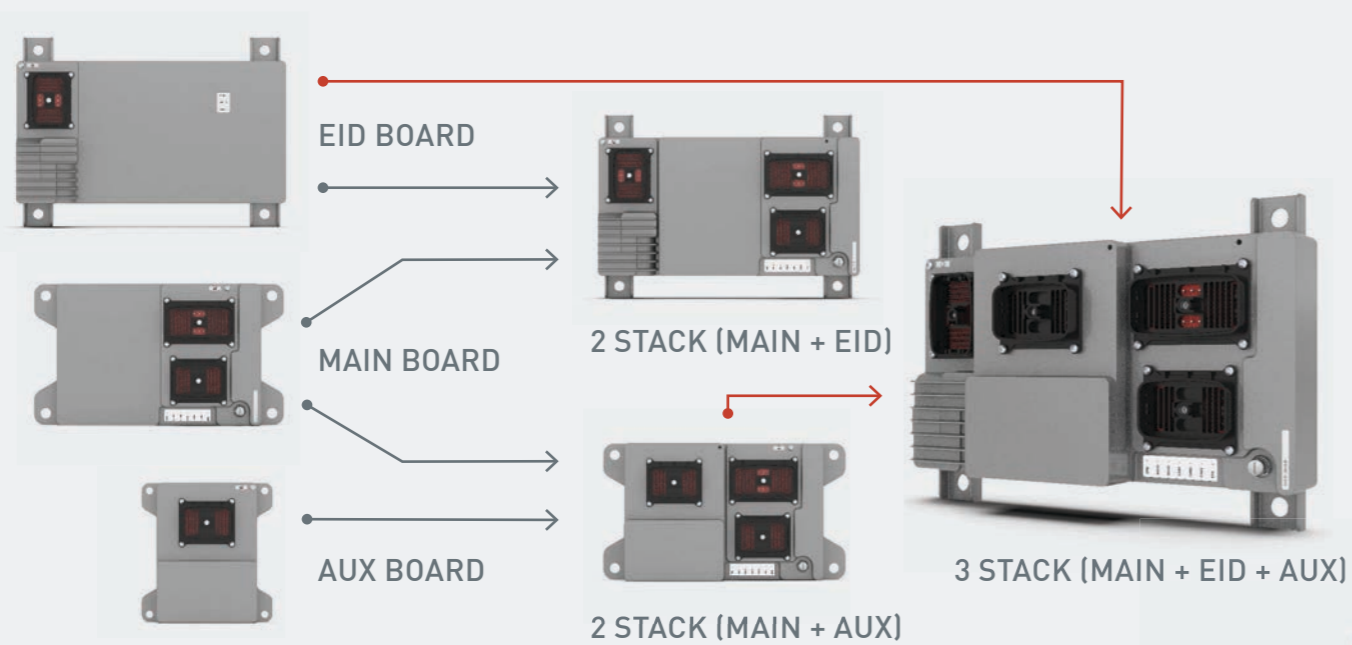 EID BOARD
MAIN BOARD
AUX BOARD
2 STACK (MAIN + EID)
2 STACK (MAIN + AUX)
3 STACK (MAIN + EID + AUX)